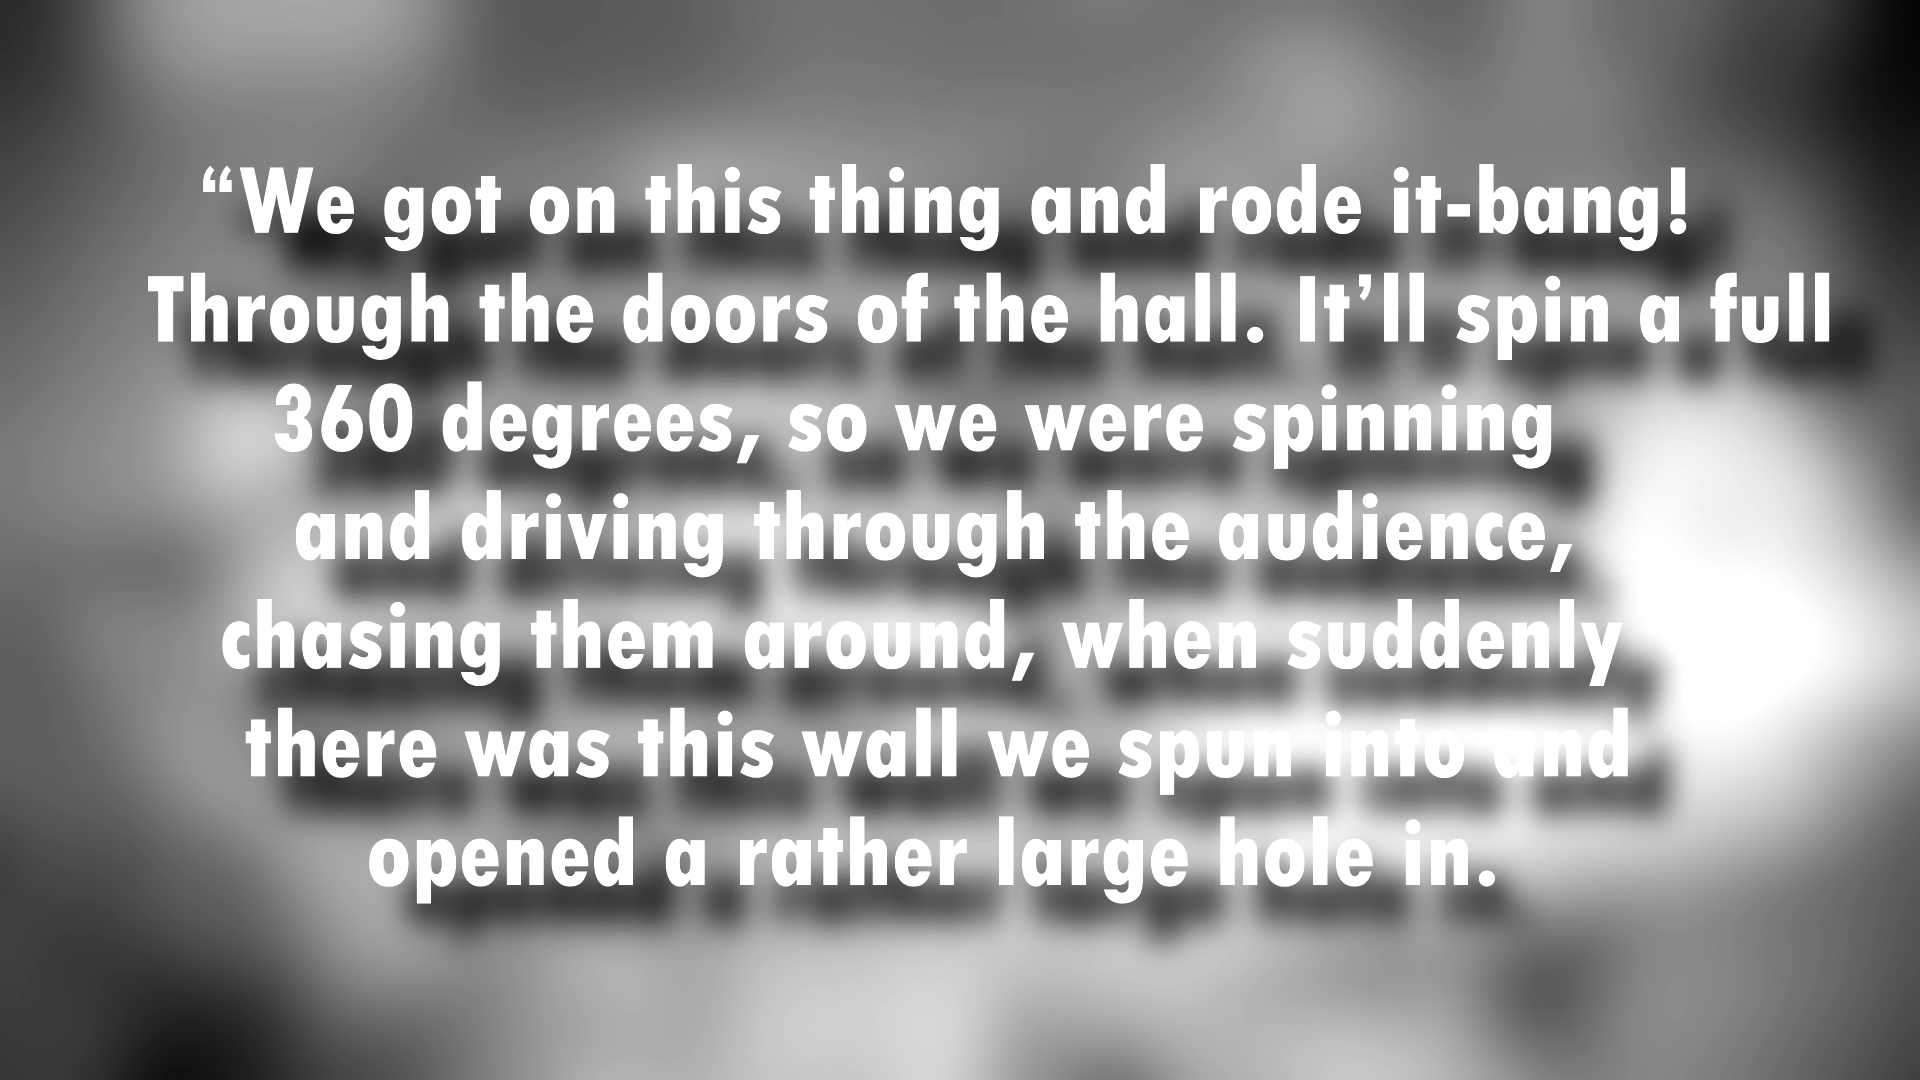 “We got on this thing and rode it-bang!
Through the doors of the hall. It’ll spin a full
360 degrees, so we were spinning
and driving through the audience,
chasing them around, when suddenly
there was this wall we spun into and
opened a rather large hole in.